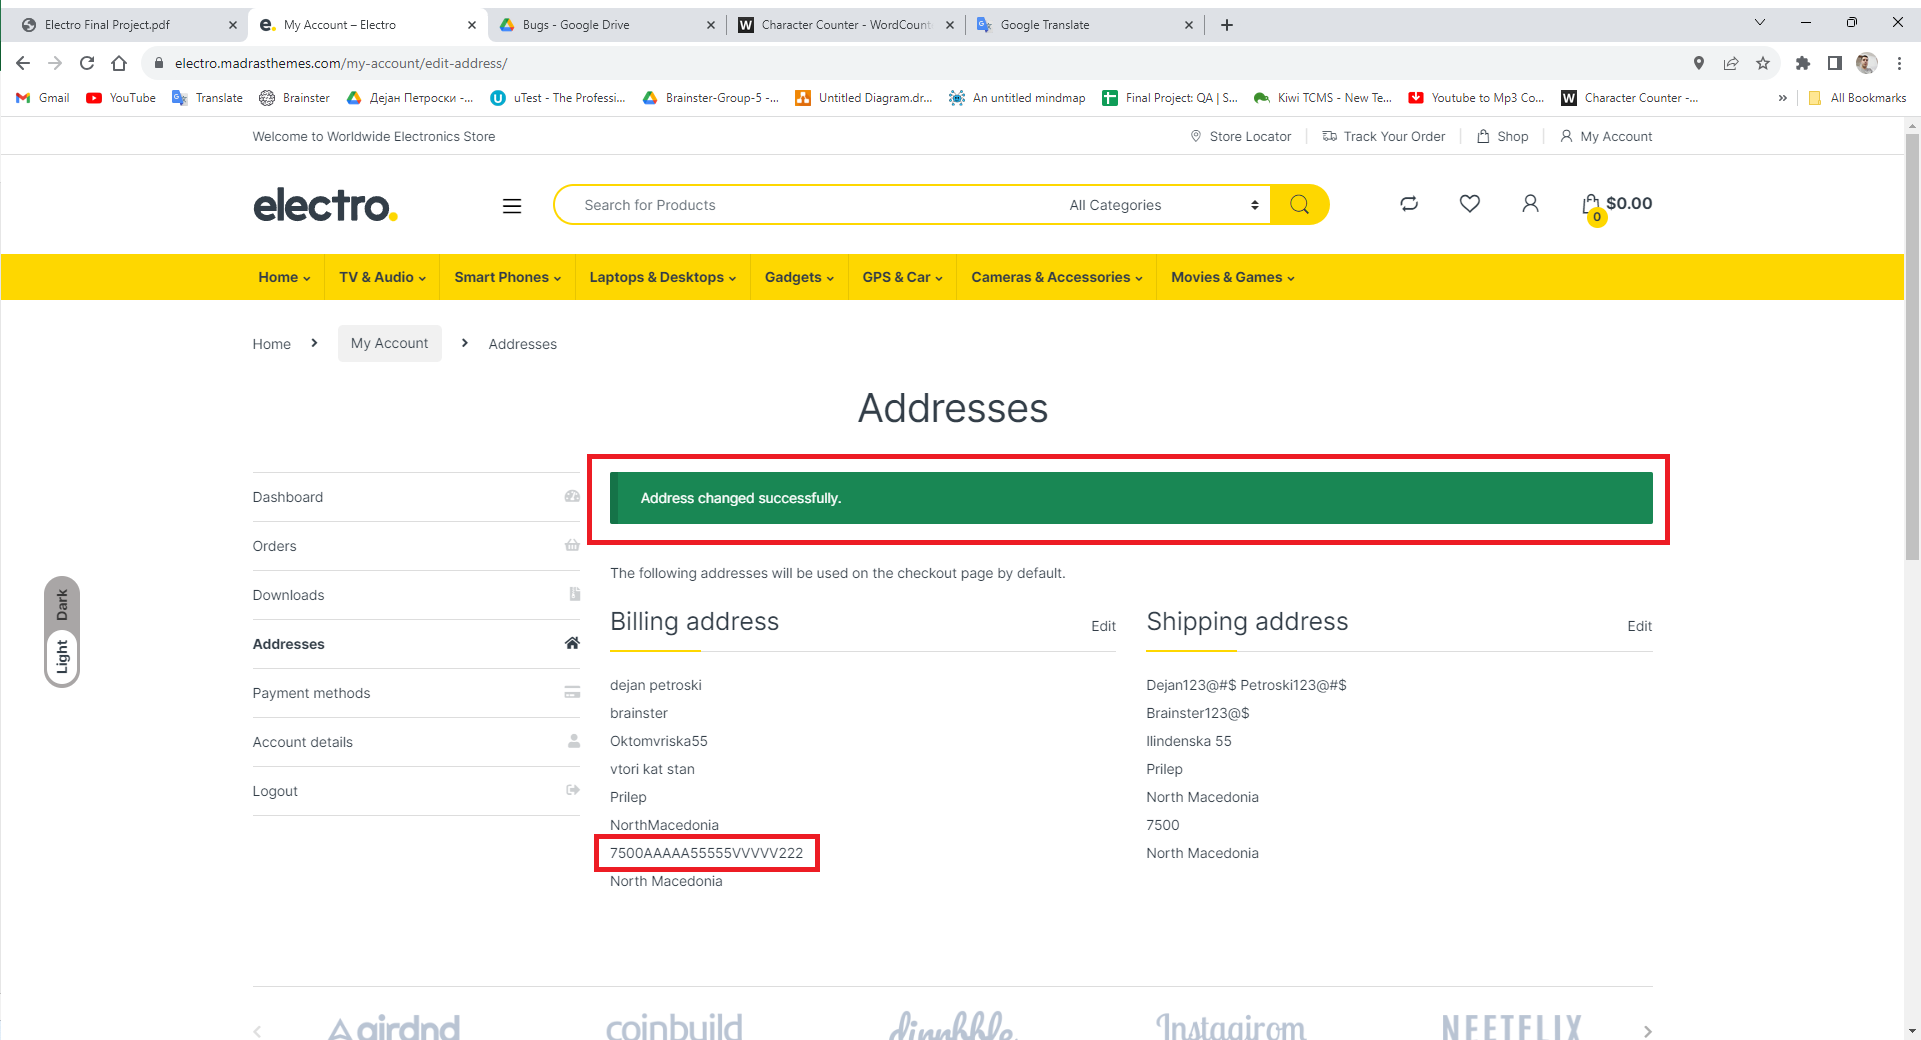 Electro Final Project.pdf
My Account – Electro
Bugs - Google Drive
Character Counter - WordCount
Google Translate
electro.madrasthemes.com/my-account/edit-address/
Gmail
YouTube
Translate
Brainster
Дејан Петроски -...
uTest - The Professi...
Brainster-Group-5 -...
Untitled Diagram.dr...
An untitled mindmap
Final Project: QA | S...
Kiwi TCMS - New Te...
Youtube to Mp3 Co...
Character Counter -...
» All Bookmarks
Welcome to Worldwide Electronics Store
Store Locator
Track Your Order
Shop
My Account
electro.
Search for Products
All Categories
0
$0.00
Home
TV & Audio
Smart Phones
Laptops & Desktops
Gadgets
GPS & Car
Cameras & Accessories
Movies & Games
Home
My Account
Addresses
Addresses
Dashboard
Orders
Downloads
Addresses
Payment methods
Account details
Logout
Dark
Light
Address changed successfully.
The following addresses will be used on the checkout page by default.
Billing address
Edit
dejan petroski
brainster
Oktomvriska55
vtori kat stan
Prilep
NorthMacedonia
7500AAAAA55555VVVVV222
North Macedonia
Shipping address
Edit
Dejan123@#$ Petroski123@#$
Brainster123@$
Ilindenska 55
Prilep
North Macedonia
7500
North Macedonia
airdnd
coinbuild
dinnbble
Instagirom
NEETFLIX